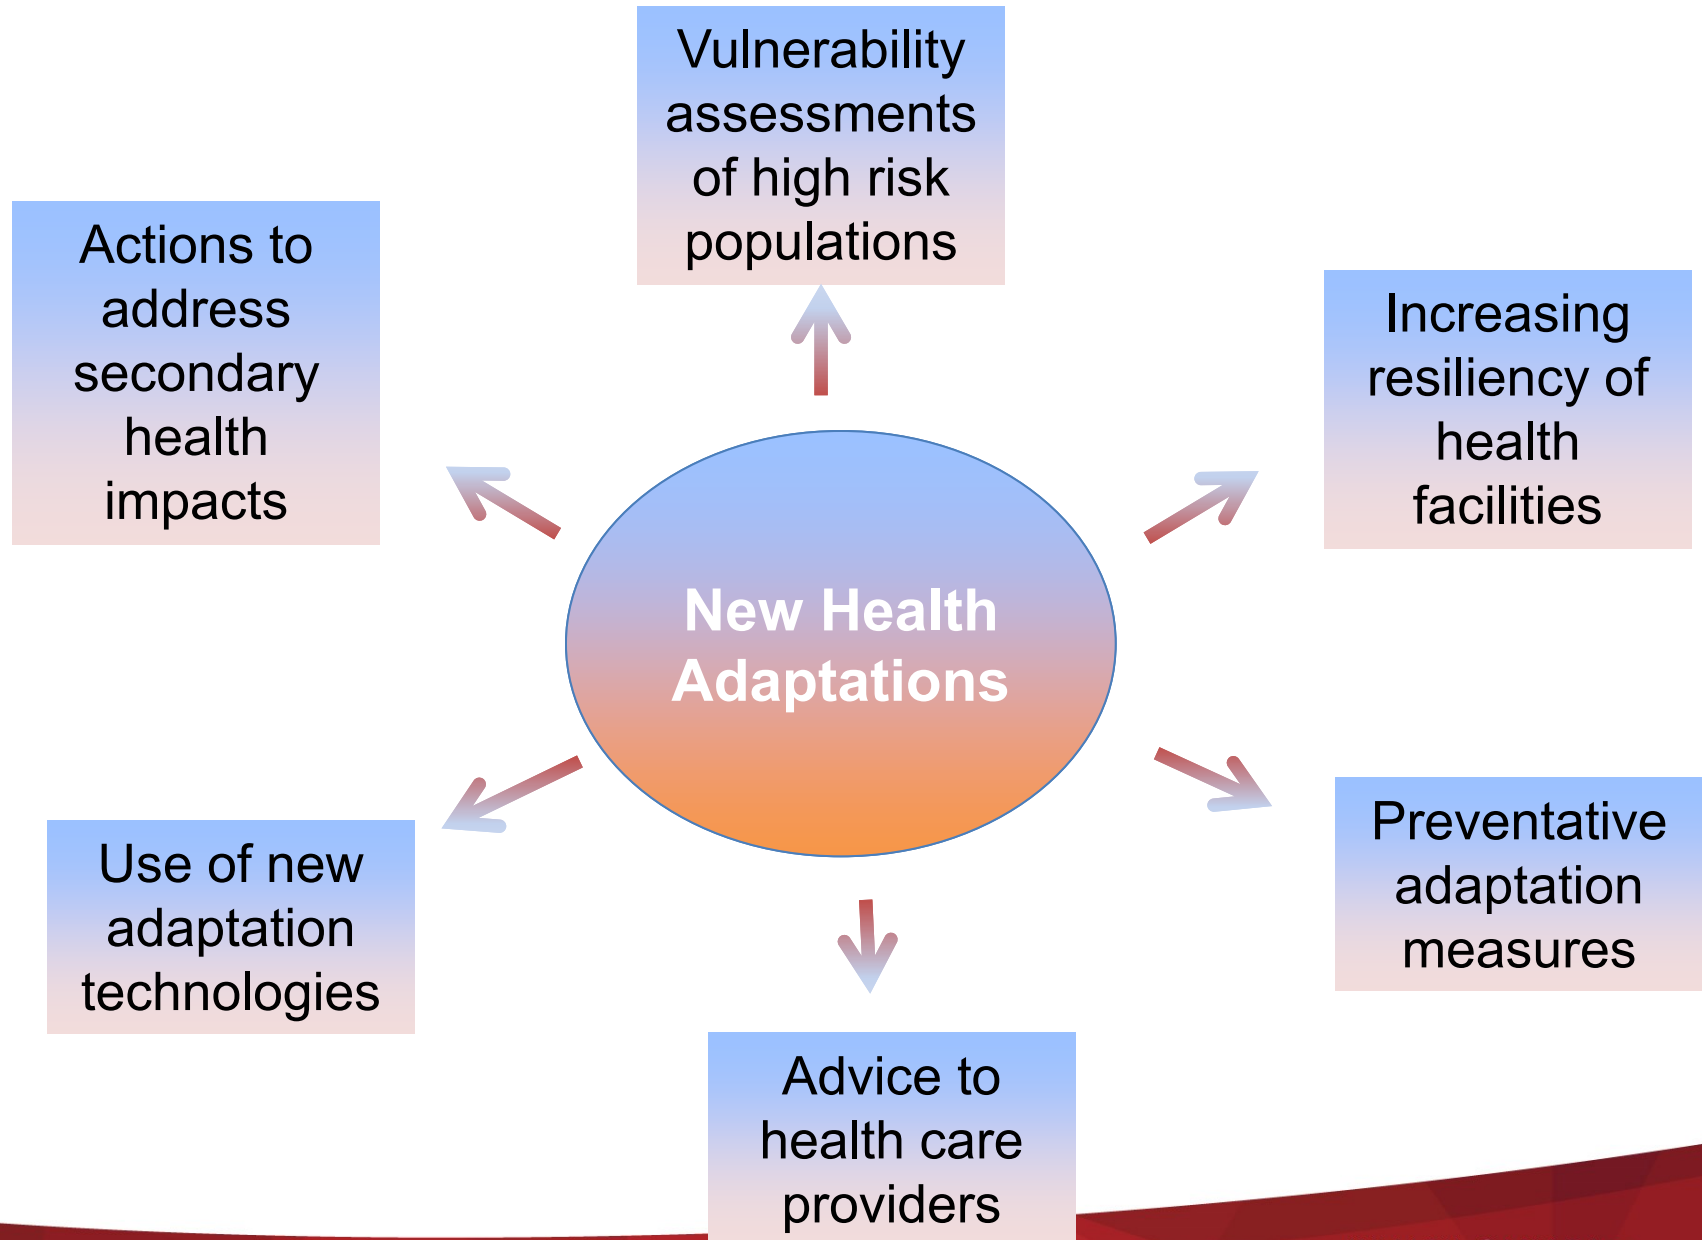 Vulnerability
assessments
of high risk
populations
Actions to
address
secondary
health
impacts
Increasing
resiliency of
health
facilities
New Health
Adaptations
Use of new
adaptation
technologies
Preventative
adaptation
measures
Advice to
health care
providers